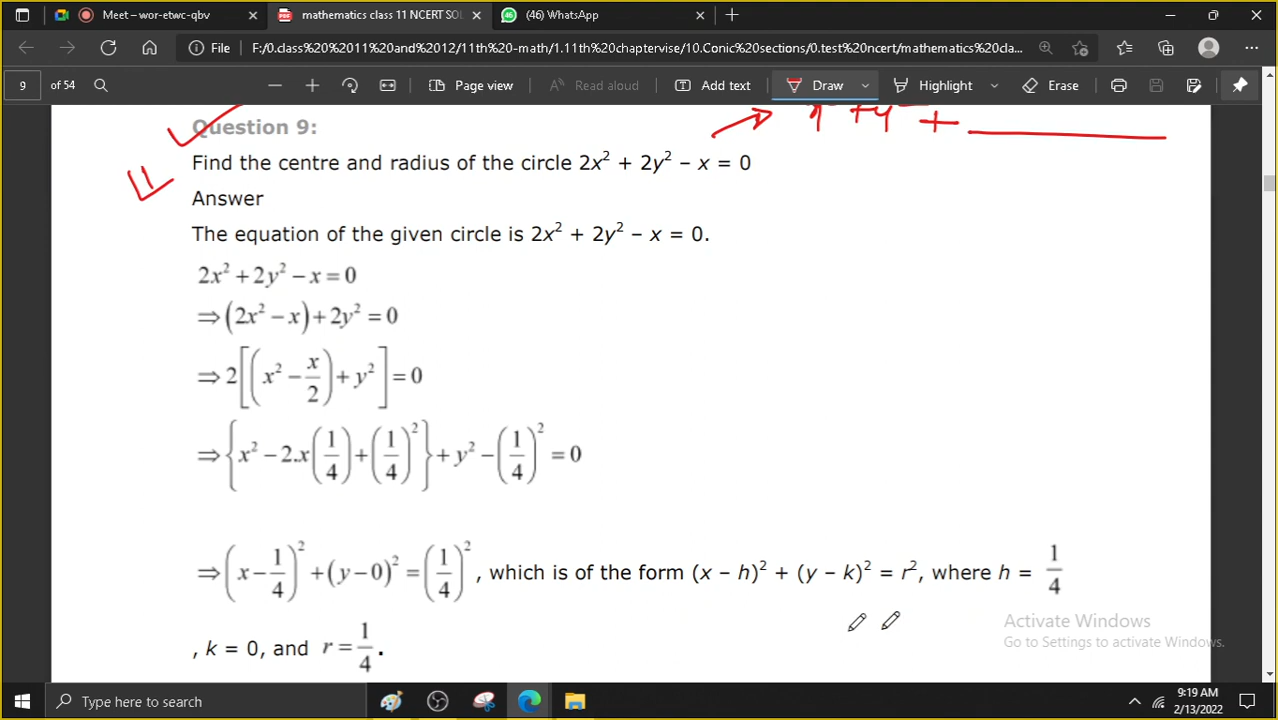 Meet – wor-etwc-qbv
mathematics class 11 NCERT SOL
(46) WhatsApp
File
F:/0.class%20%2011%20and%2012/11th%20-math/1.11th%20chaptervise/10.Conic%20sections/0.test%20ncert/mathematics%20cla...
9 of 54
Page view
Read aloud
Add text
Draw
Highlight
Erase
x² + y² +
Question 9:
Find the centre and radius of the circle 2x² + 2y² – x = 0
Answer
The equation of the given circle is 2x² + 2y² – x = 0.
2x² + 2y² – x = 0
⇒ (2x² – x) + 2y² = 0
⇒ 2[(x² – x/2) + y²] = 0
⇒ {x² – 2.x(1/4) + (1/4)²} + y² – (1/4)² = 0
⇒ (x – 1/4)² + (y – 0)² = (1/4)², which is of the form (x – h)² + (y – k)² = r², where h = 1/4
, k = 0, and r = 1/4.
Activate Windows
Go to Settings to activate Windows.
Type here to search
9:19 AM
2/13/2022